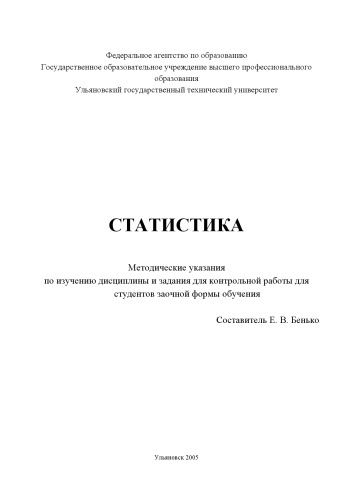 Федеральное агентство по образованию
Государственное образовательное учреждение высшего профессионального
образования
Ульяновский государственный технический университет
СТАТИСТИКА
Методические указания
по изучению дисциплины и задания для контрольной работы для
студентов заочной формы обучения
Составитель Е. В. Бенько
Ульяновск 2005